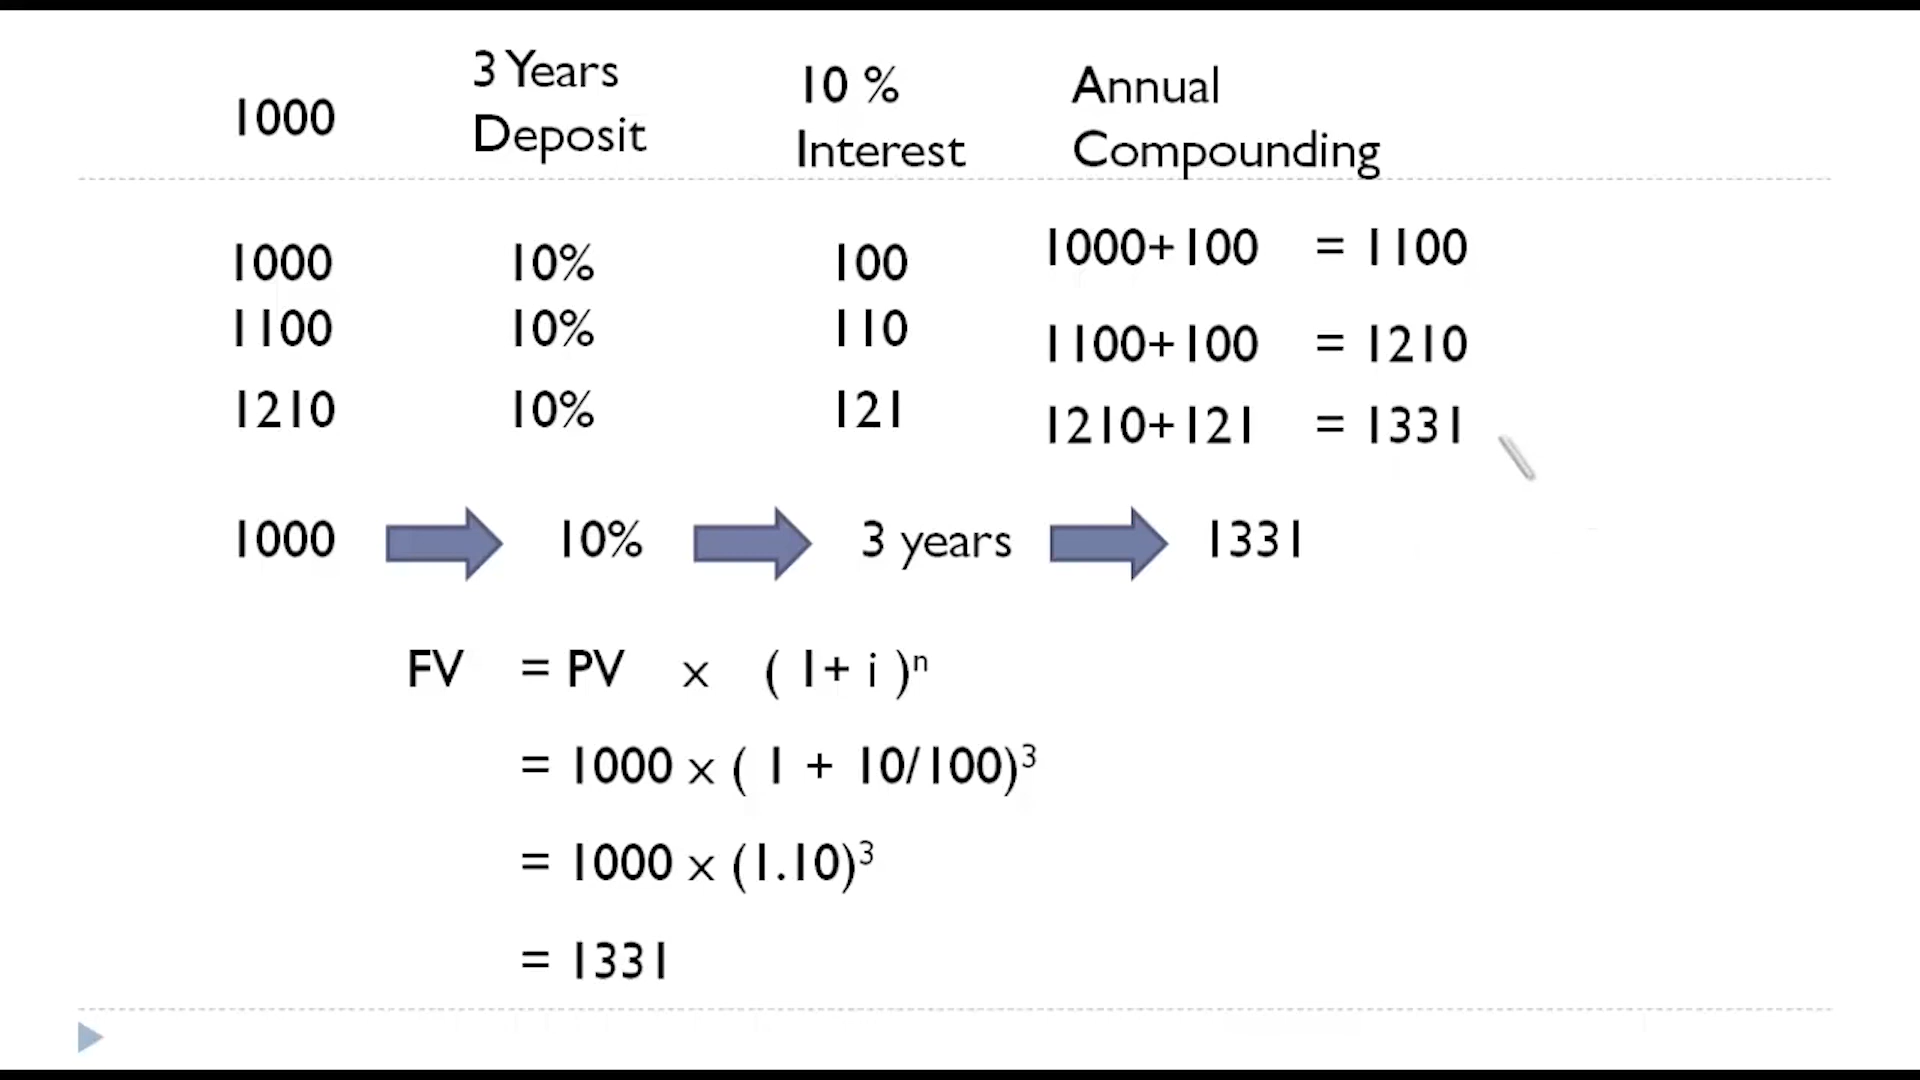 1000 3 Years Deposit 10 % Interest Annual Compounding
1000 10% 100 1000+100 = 1100
1100 10% 110 1100+100 = 1210
1210 10% 121 1210+121 = 1331
1000 10% 3 years 1331
FV = PV x ( 1+ i )ⁿ
= 1000 x ( 1 + 10/100)³
= 1000 x (1.10)³
= 1331